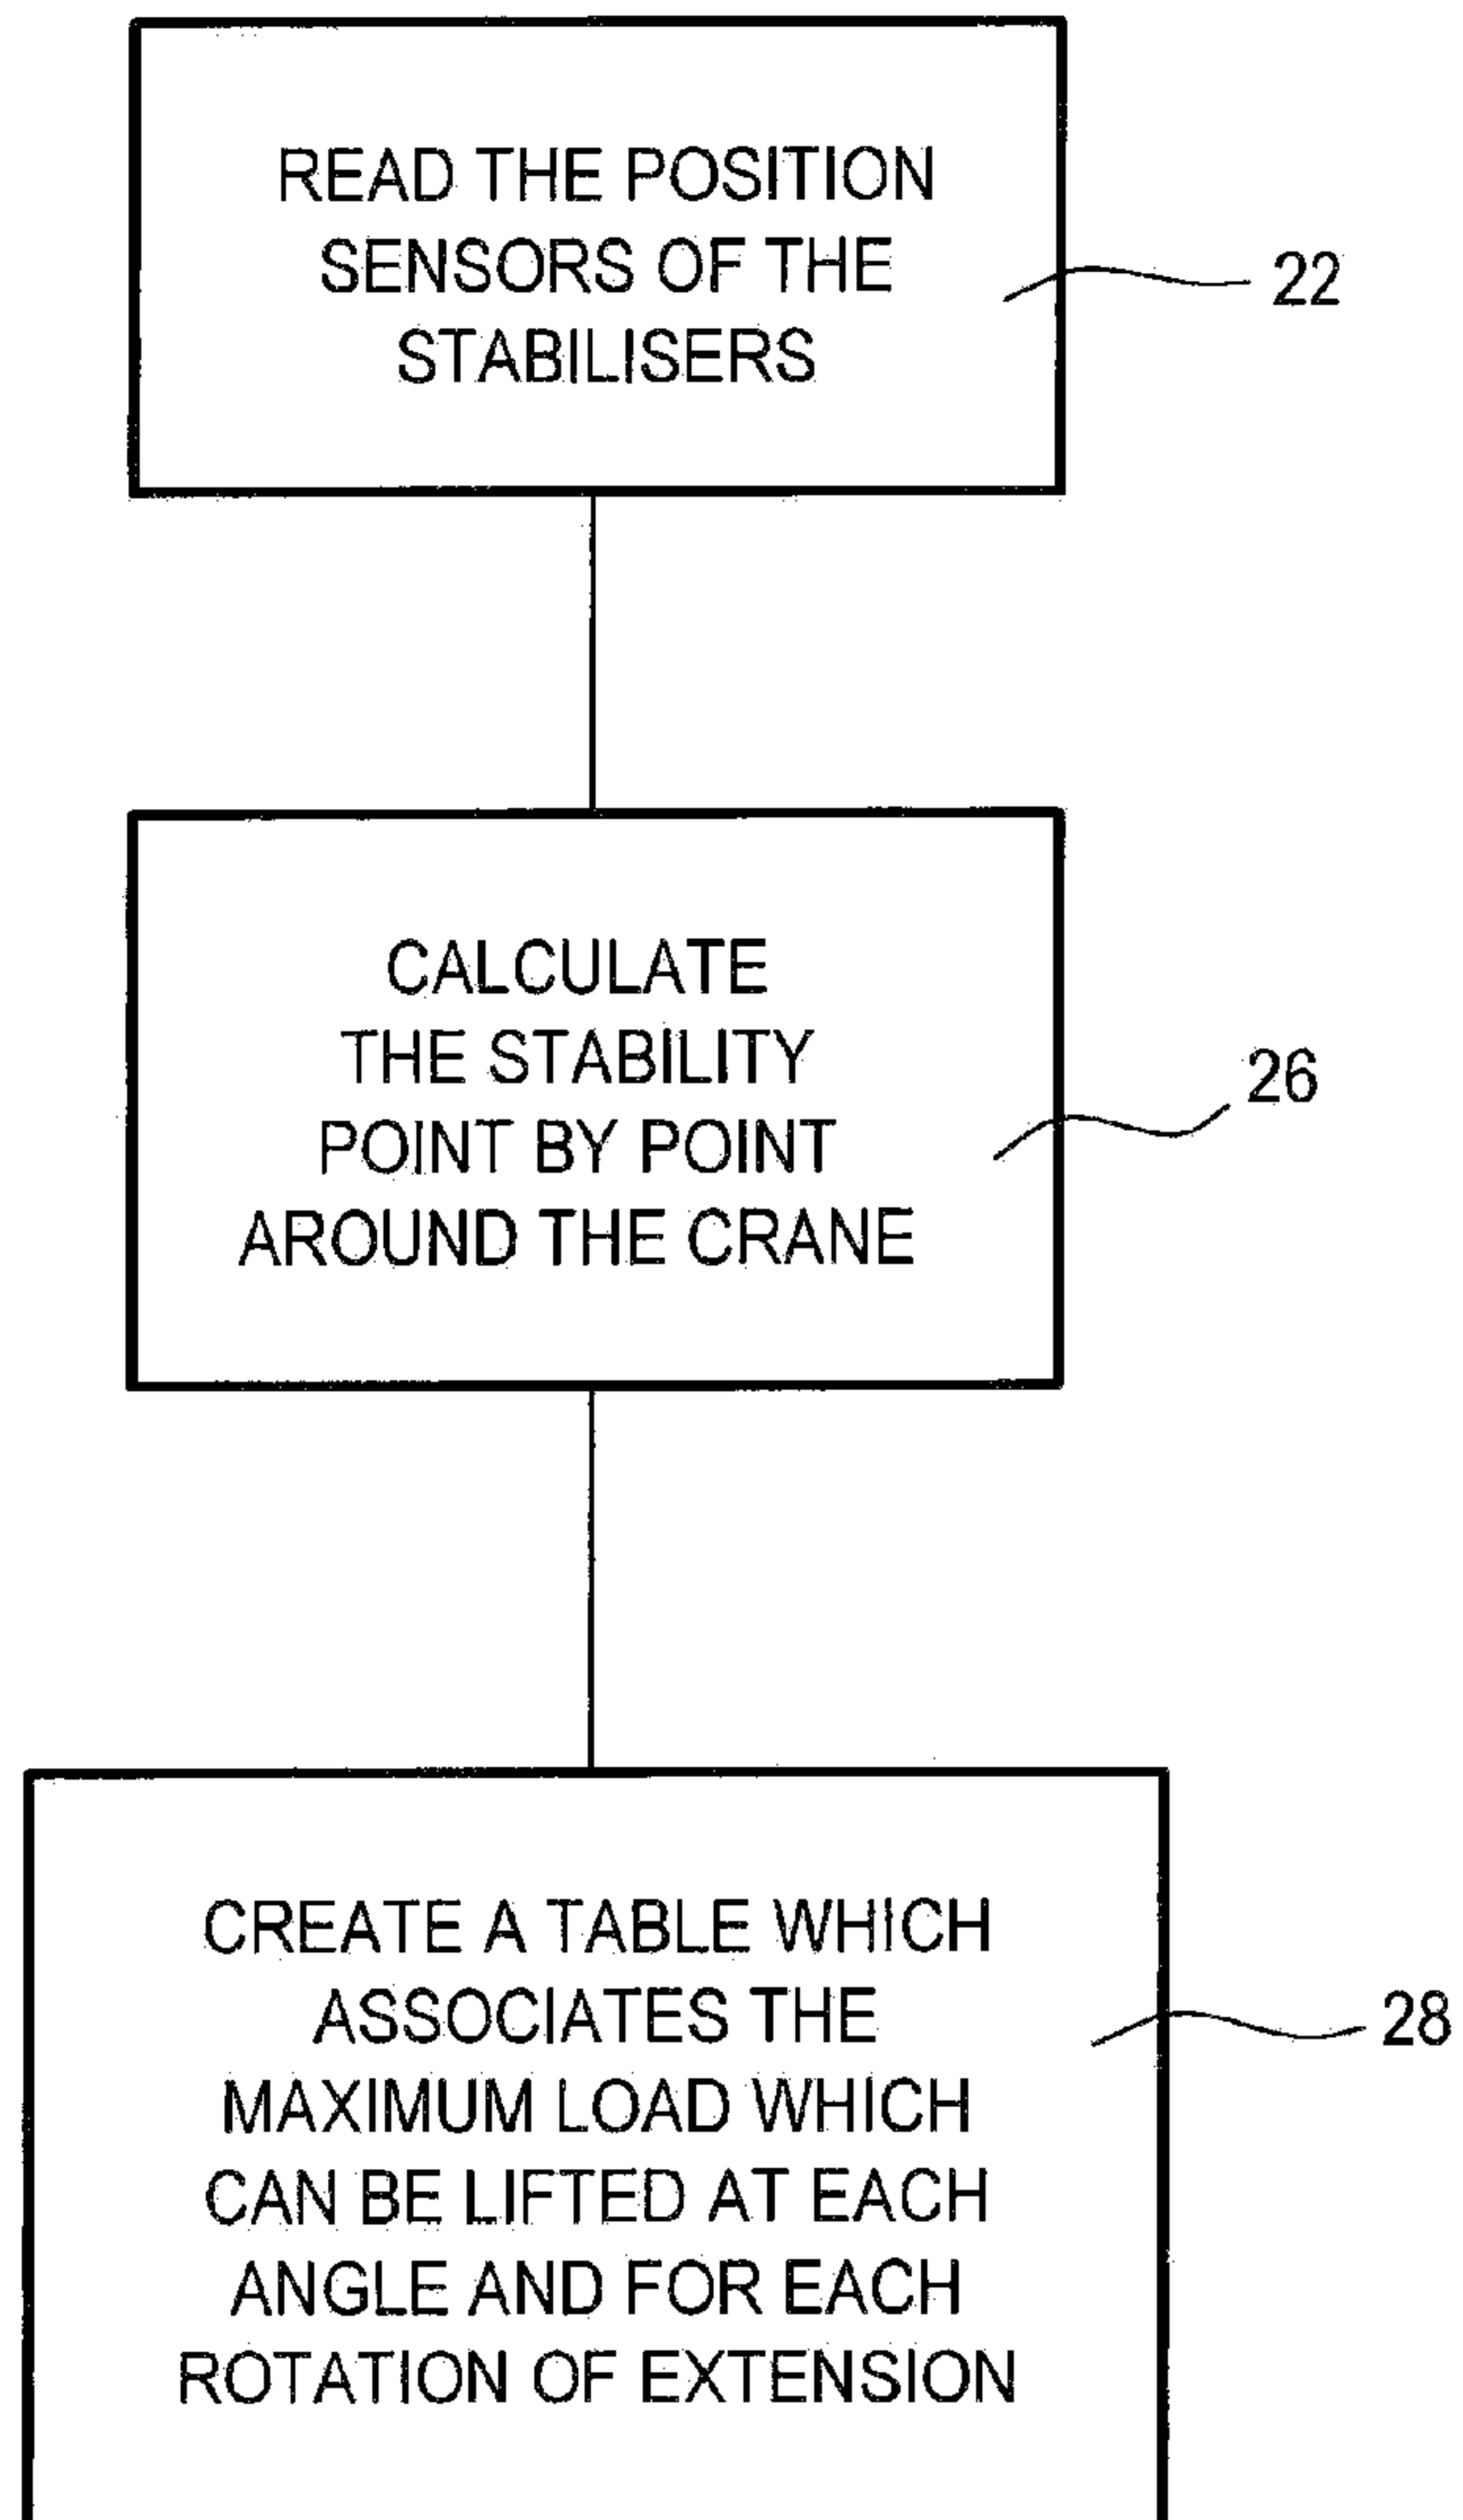 READ THE POSITION
SENSORS OF THE
STABILISERS
22
CALCULATE
THE STABILITY
POINT BY POINT
AROUND THE CRANE
26
CREATE A TABLE WHICH
ASSOCIATES THE
MAXIMUM LOAD WHICH
CAN BE LIFTED AT EACH
ANGLE AND FOR EACH
ROTATION OF EXTENSION
28